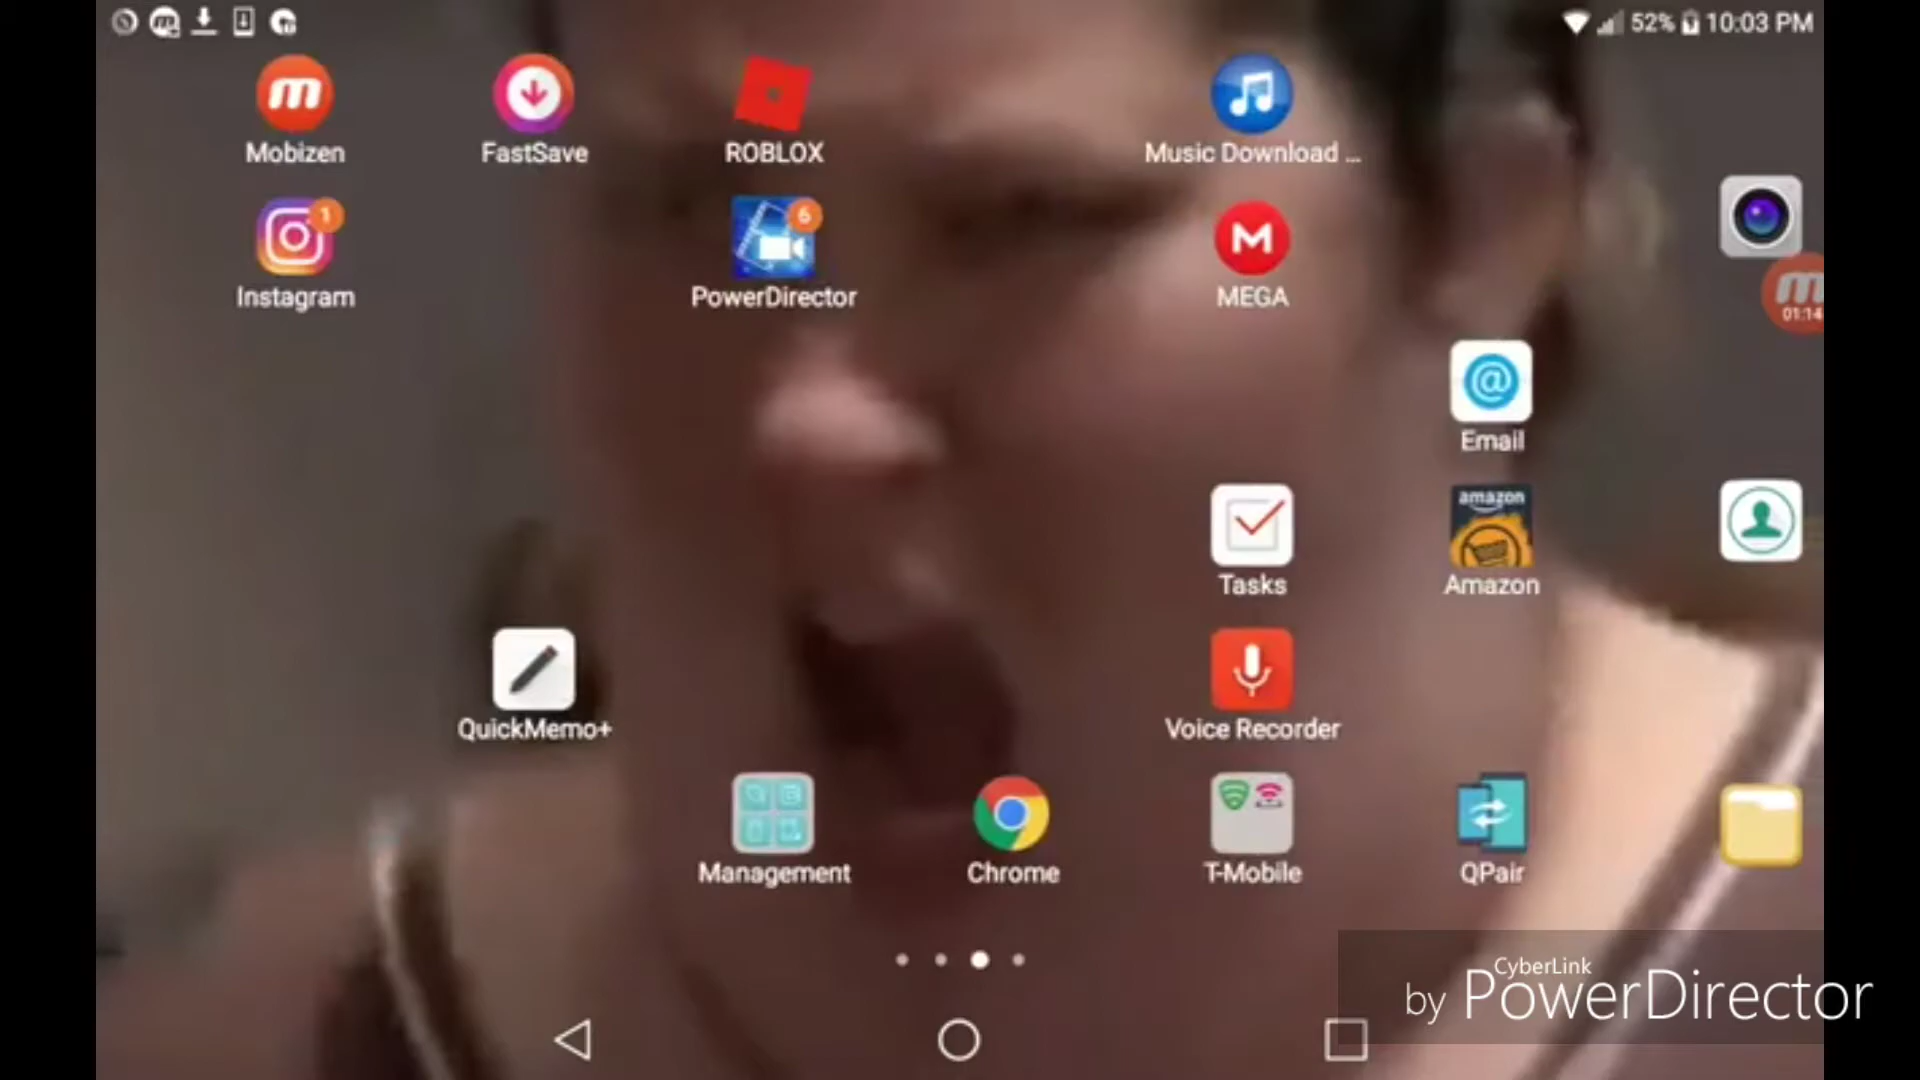 52% 10:03 PM
Mobizen
FastSave
ROBLOX
Music Download ...
1
Instagram
6
PowerDirector
MEGA
01:14
Email
Tasks
amazon
Amazon
QuickMemo+
Voice Recorder
Management
Chrome
T-Mobile
QPair
CyberLink
by PowerDirector